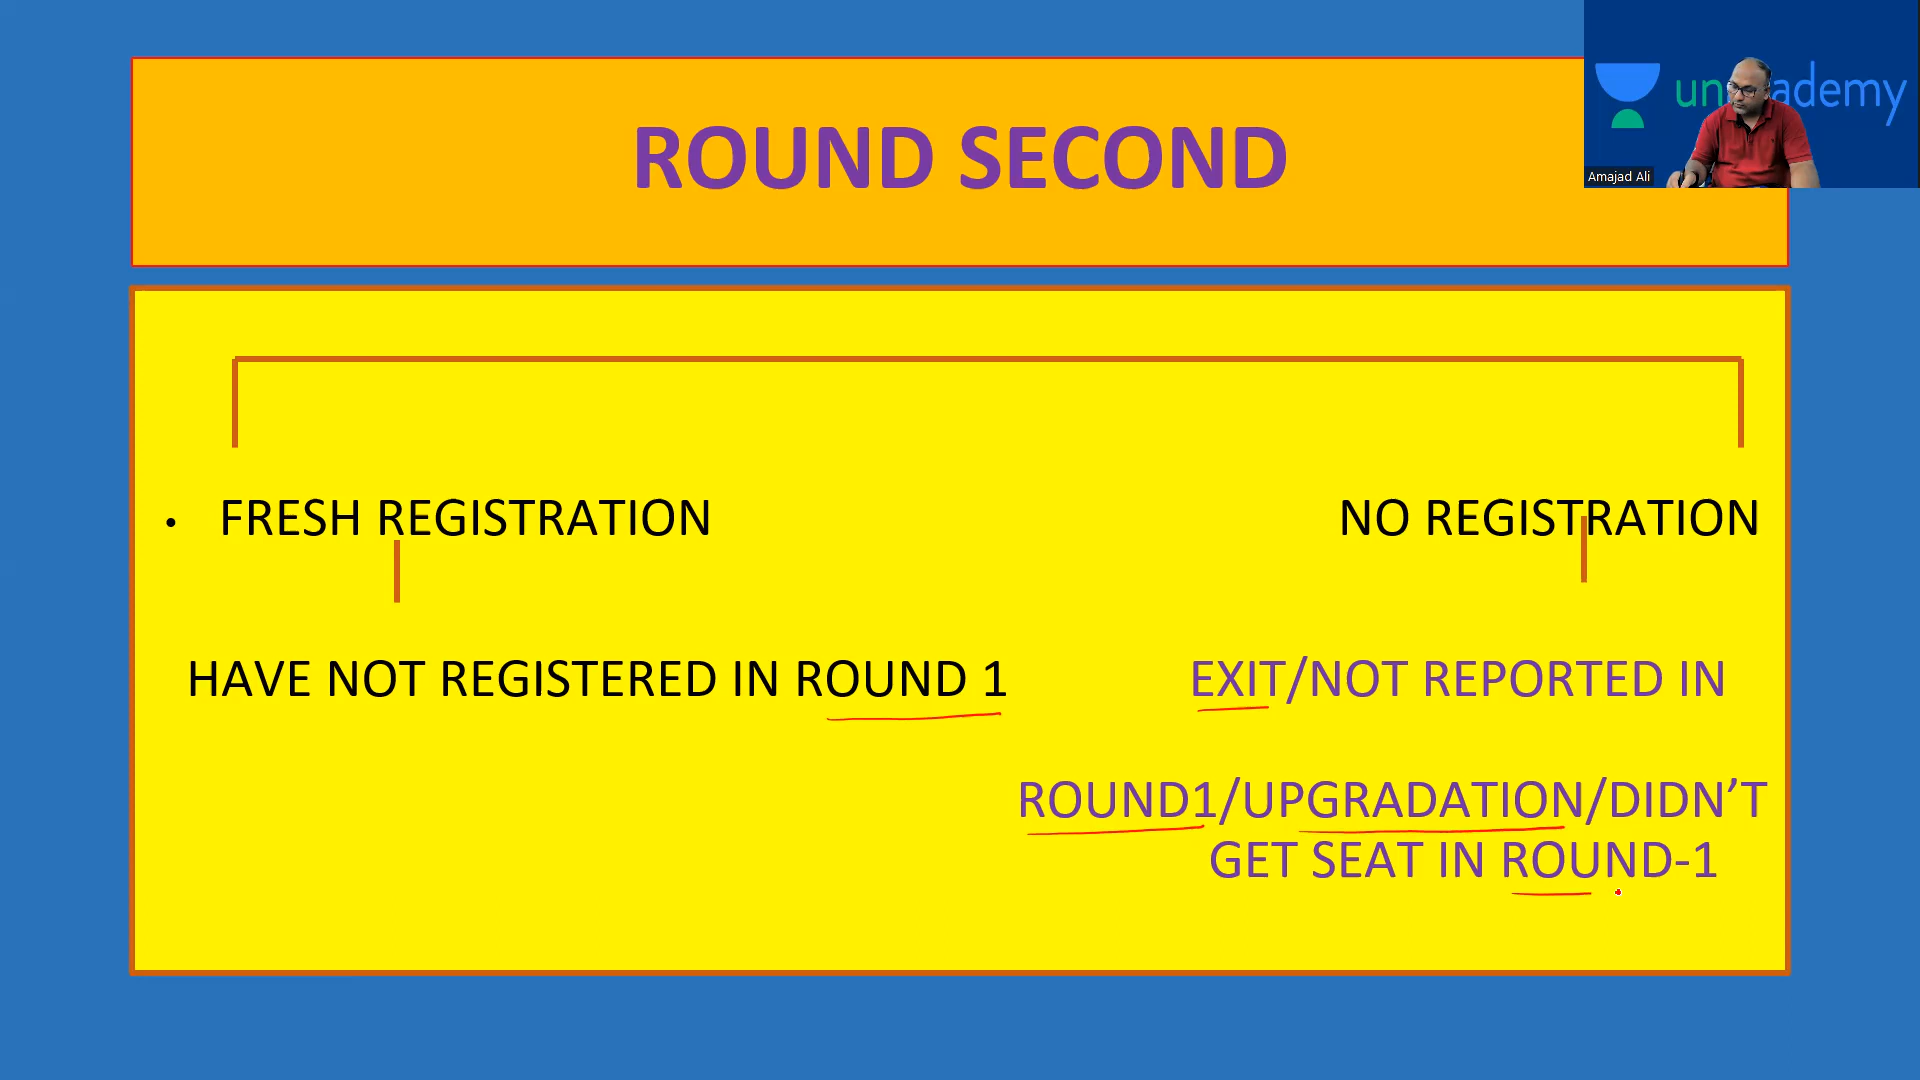 ROUND SECOND
Amajad Ali
• FRESH REGISTRATION
NO REGISTRATION
HAVE NOT REGISTERED IN ROUND 1
EXIT/NOT REPORTED IN
ROUND1/UPGRADATION/DIDN’T
GET SEAT IN ROUND-1